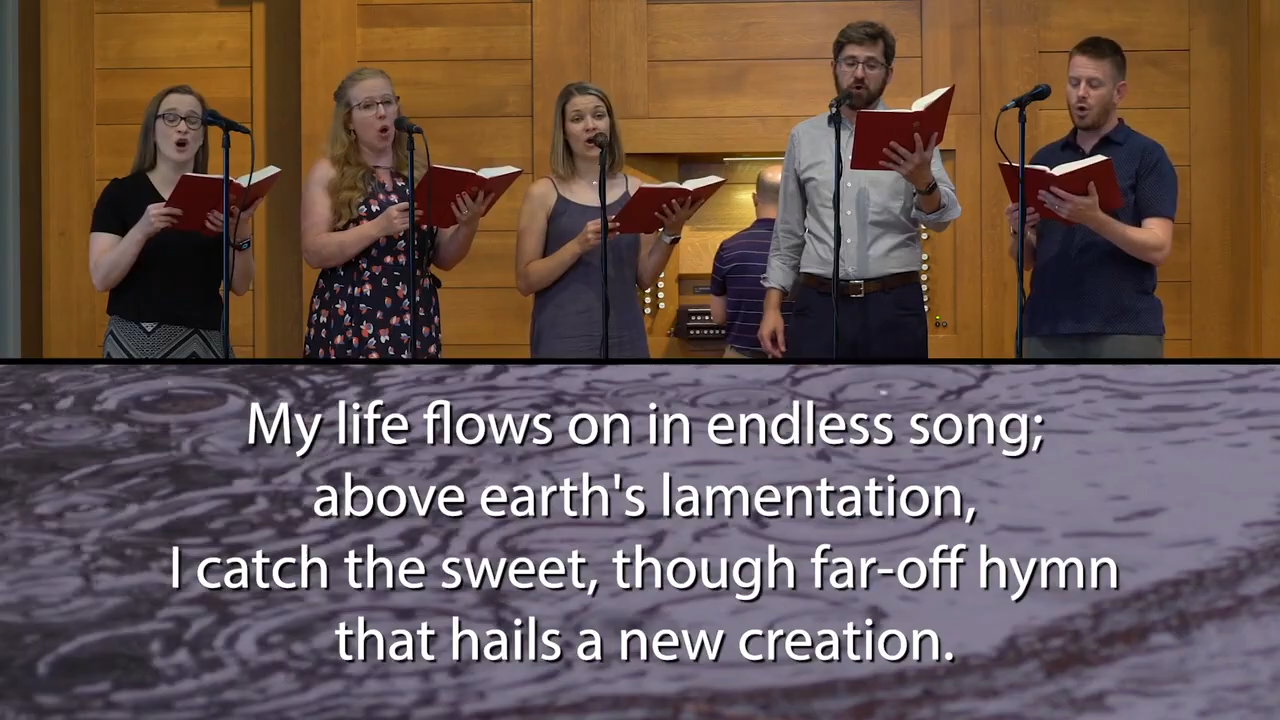 My life flows on in endless song;
above earth's lamentation,
I catch the sweet, though far-off hymn
that hails a new creation.